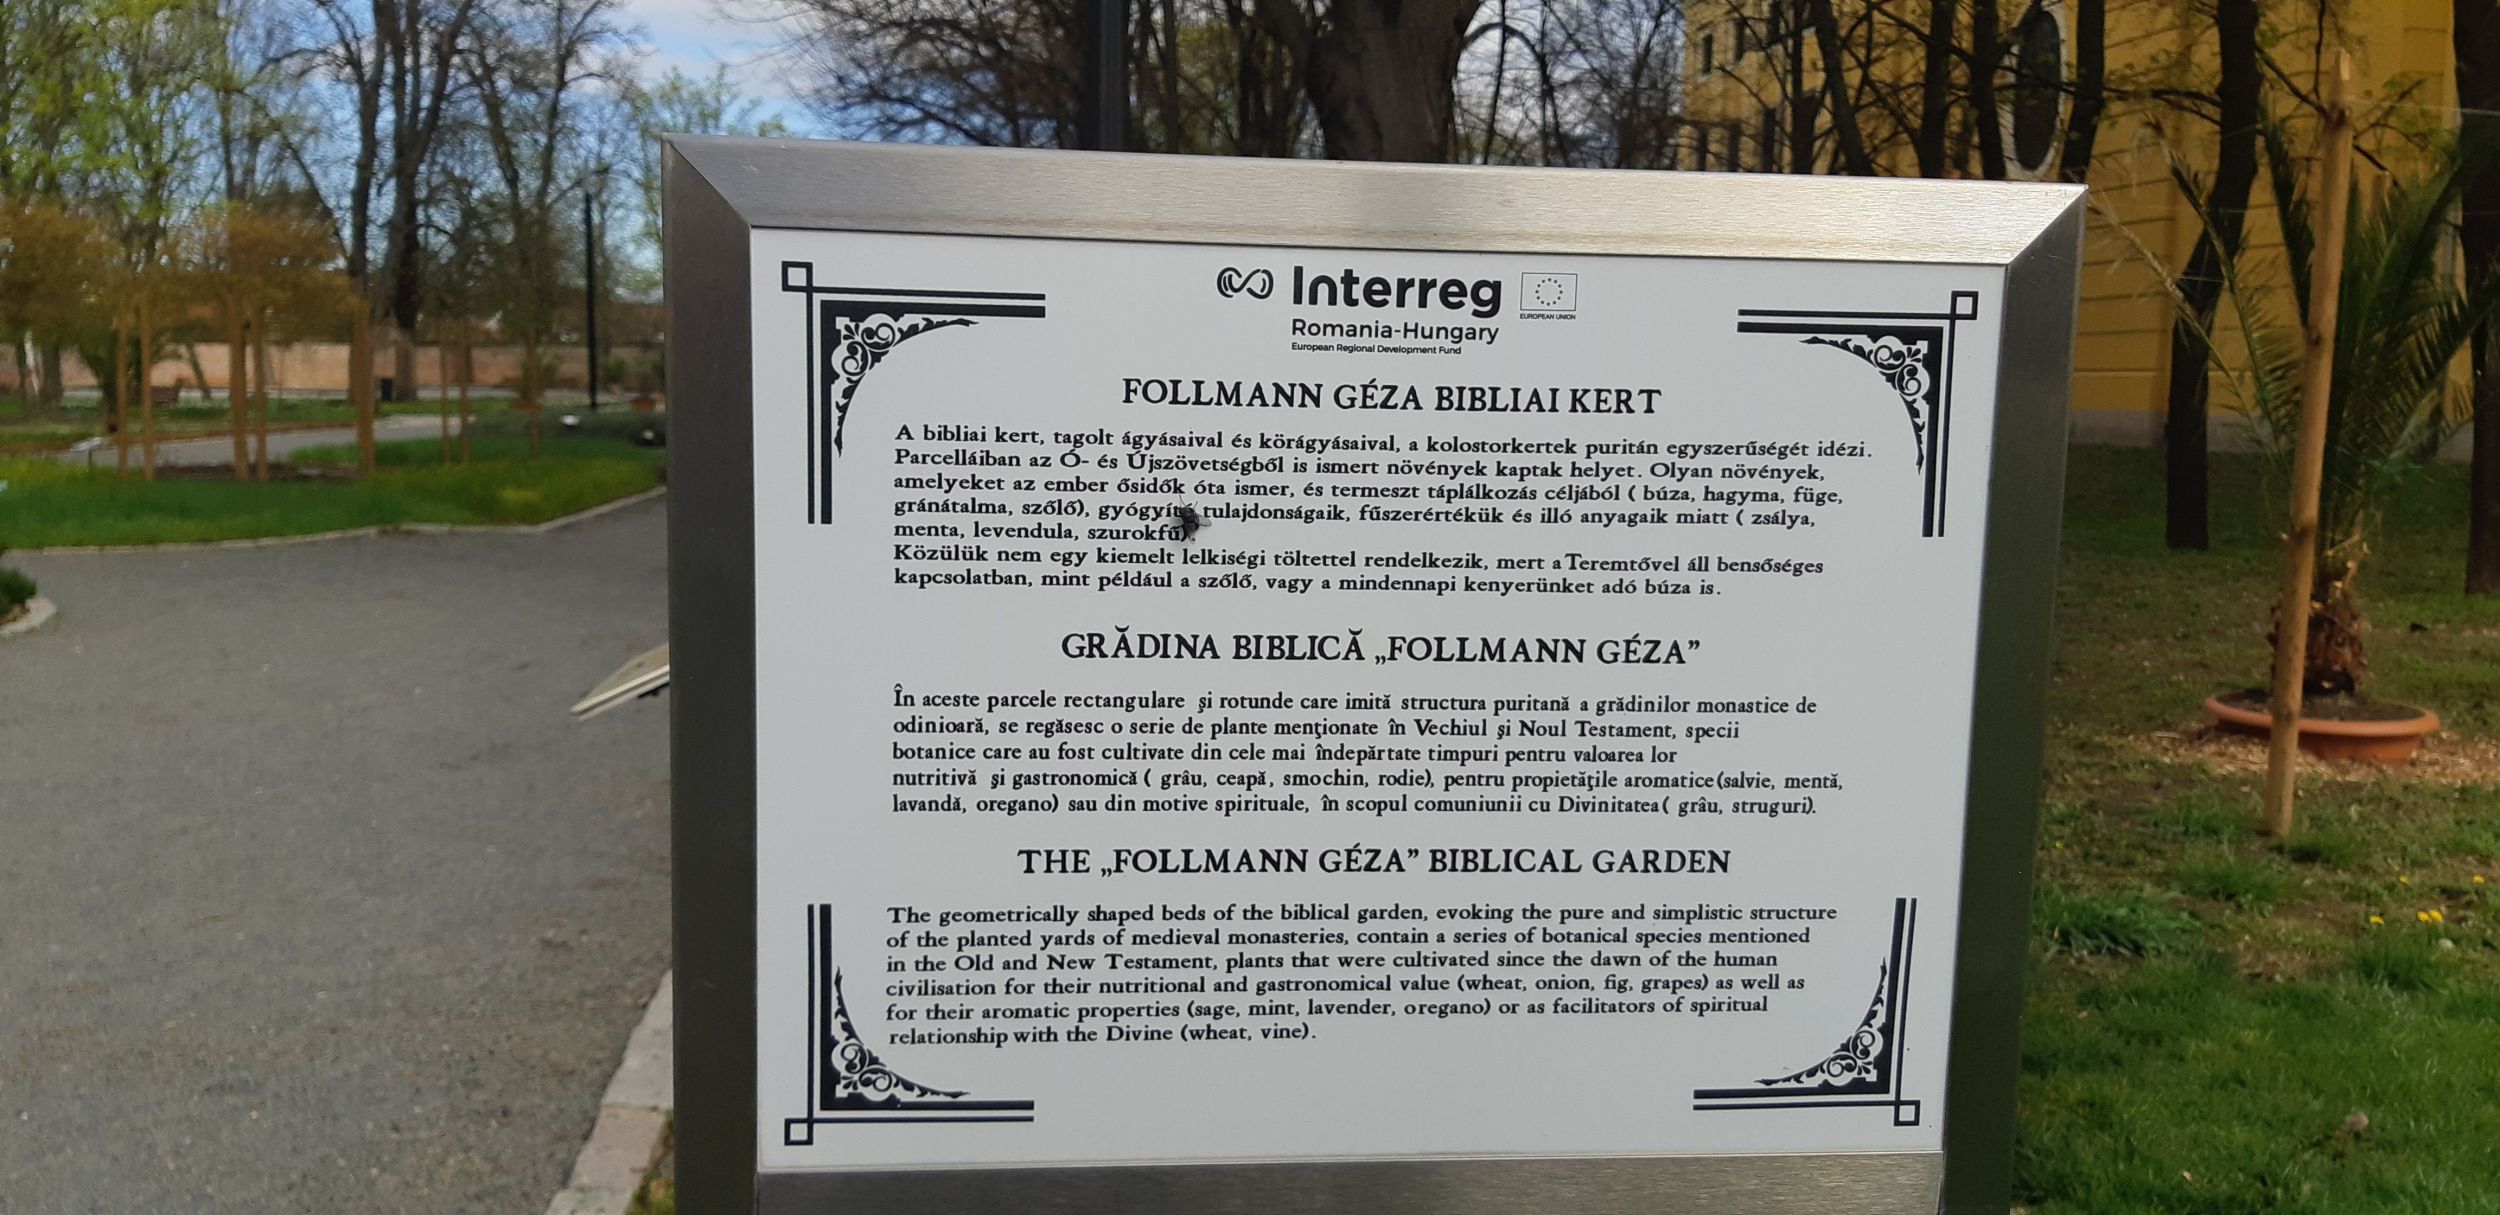 Interreg
EUROPEAN UNION
Romania-Hungary
European Regional Development Fund
FOLLMANN GÉZA BIBLIAI KERT
A bibliai kert, tagolt ágyásaival és körágyásaival, a kolostorkertek puritán egyszerűségét idézi.
Parcelláiban az Ó- és Újszövetségből is ismert növények kaptak helyet. Olyan növények,
amelyeket az ember ősidők óta ismer, és termeszt táplálkozás céljából ( búza, hagyma, füge,
gránátalma, szőlő), gyógyító tulajdonságaik, fűszerértékük és illó anyagaik miatt ( zsálya,
menta, levendula, szurokfű).
Közülük nem egy kiemelt lelkiségi töltettel rendelkezik, mert a Teremtővel áll bensőséges
kapcsolatban, mint például a szőlő, vagy a mindennapi kenyerünket adó búza is.
GRĂDINA BIBLICĂ „FOLLMANN GÉZA”
În aceste parcele rectangulare şi rotunde care imită structura puritană a grădinilor monastice de
odinioară, se regăsesc o serie de plante menţionate în Vechiul şi Noul Testament, specii
botanice care au fost cultivate din cele mai îndepărtate timpuri pentru valoarea lor
nutritivă şi gastronomică ( grâu, ceapă, smochin, rodie), pentru propietăţile aromatice (salvie, mentă,
lavandă, oregano) sau din motive spirituale, în scopul comuniunii cu Divinitatea ( grâu, struguri).
THE „FOLLMANN GÉZA” BIBLICAL GARDEN
The geometrically shaped beds of the biblical garden, evoking the pure and simplistic structure
of the planted yards of medieval monasteries, contain a series of botanical species mentioned
in the Old and New Testament, plants that were cultivated since the dawn of the human
civilisation for their nutritional and gastronomical value (wheat, onion, fig, grapes) as well as
for their aromatic properties (sage, mint, lavender, oregano) or as facilitators of spiritual
relationship with the Divine (wheat, vine).